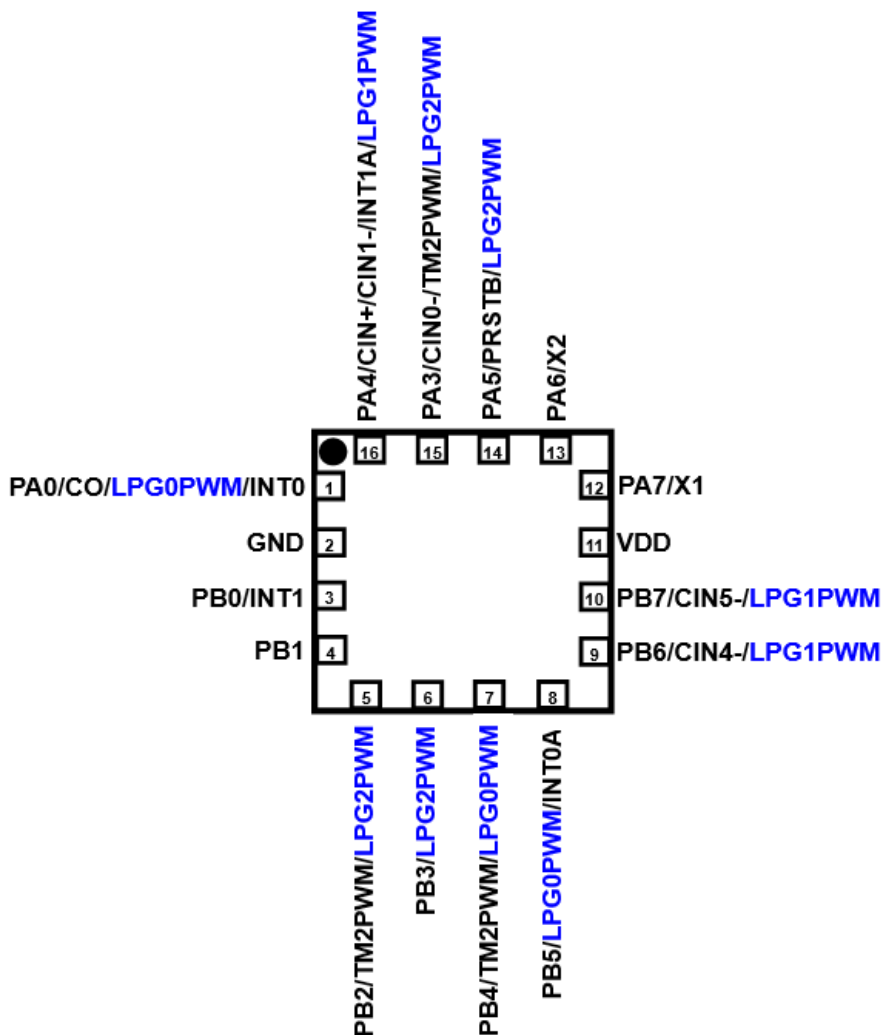 PA4/CIN+/CIN1-/INT1A/LPG1PWM
PA3/CIN0-/TM2PWM/LPG2PWM
PA5/PRSTB/LPG2PWM
PA6/X2
16
15
14
13
PA0/CO/LPG0PWM/INT0
1
12
PA7/X1
GND
2
11
VDD
PB0/INT1
3
10
PB7/CIN5-/LPG1PWM
PB1
4
9
PB6/CIN4-/LPG1PWM
5
6
7
8
PB2/TM2PWM/LPG2PWM
PB3/LPG2PWM
PB4/TM2PWM/LPG0PWM
PB5/LPG0PWM/INT0A